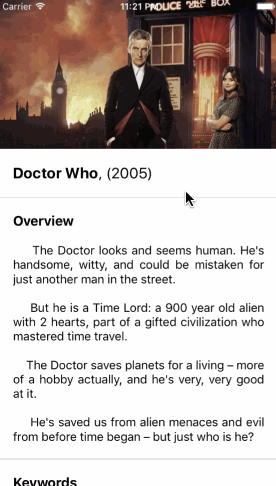 Carrier 11:21 PM
POLICE PUBLIC BOX
Doctor Who, (2005)
Overview
The Doctor looks and seems human. He's
handsome, witty, and could be mistaken for
just another man in the street.
But he is a Time Lord: a 900 year old alien
with 2 hearts, part of a gifted civilization who
mastered time travel.
The Doctor saves planets for a living – more
of a hobby actually, and he's very, very good
at it.
He's saved us from alien menaces and evil
from before time began – but just who is he?
Keywords